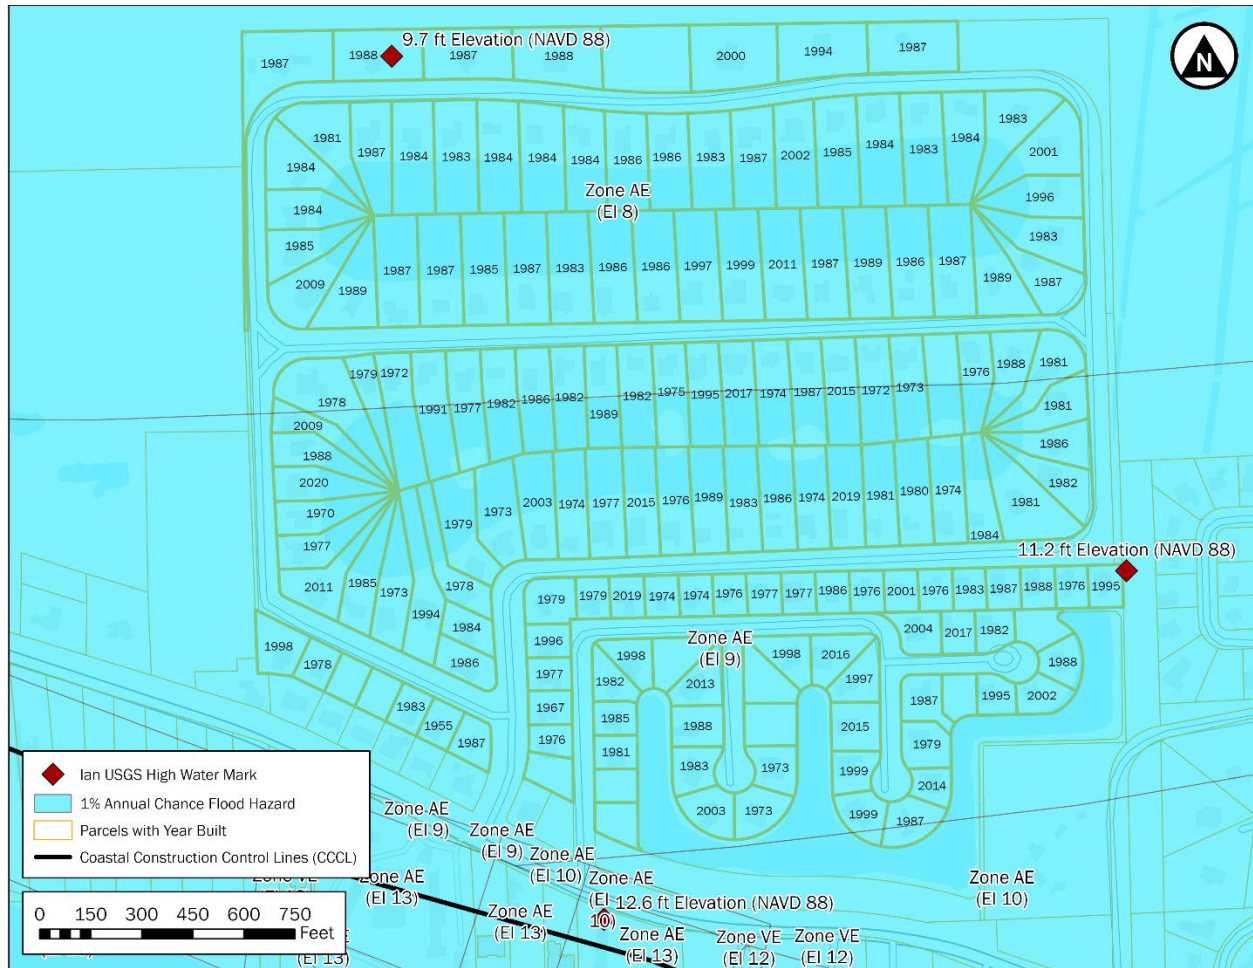 9.7 ft Elevation (NAVD 88)
N
1987 1988 1987 1988 2000 1994 1987
1981 1987 1984 1983 1984 1984 1984 1986 1986 1983 1987 2002 1985 1984 1983 1984 1983
1984 2001
Zone AE
(El 8)
1984 1996
1985 1983
2009 1989 1987 1987 1985 1987 1983 1986 1986 1997 1999 2011 1987 1989 1986 1987 1989 1987
1979 1972 1976 1988 1981
1978 1991 1977 1982 1986 1982 1989 1982 1975 1995 2017 1974 1987 2015 1972 1973 1981
2009 1986
1988
2020 1982
1970 1979 1973 2003 1974 1977 2015 1976 1989 1983 1986 1974 2019 1981 1980 1974 1984 1981
1977
11.2 ft Elevation (NAVD 88)
2011 1985 1973 1994 1978
1979 1979 2019 1974 1974 1976 1977 1977 1986 1976 2001 1976 1983 1987 1988 1976 1995
1984
1986
1998 1978 1996
Zone AE
(El 9)
2004 2017 1982
1998 1998 2016 1988
1977 1982 2013 1997
1983 1967 1985 1988 1987 1995 2002
1955 2015
1987 1976 1981 1979
1983 1973 1999 2014
2003 1973 1999 1987
Ian USGS High Water Mark
1% Annual Chance Flood Hazard
Parcels with Year Built
Coastal Construction Control Lines (CCCL)
Zone AE
(El 9)
Zone AE
(El 9)
Zone AE
(El 10)
Zone AE
(El 13)
Zone AE
(El
10)
12.6 ft Elevation (NAVD 88)
Zone AE
(El 10)
Zone AE
(El 13)
Zone AE
(El 13)
Zone VE
(El 12)
Zone VE
(El 12)
0 150 300 450 600 750
Feet